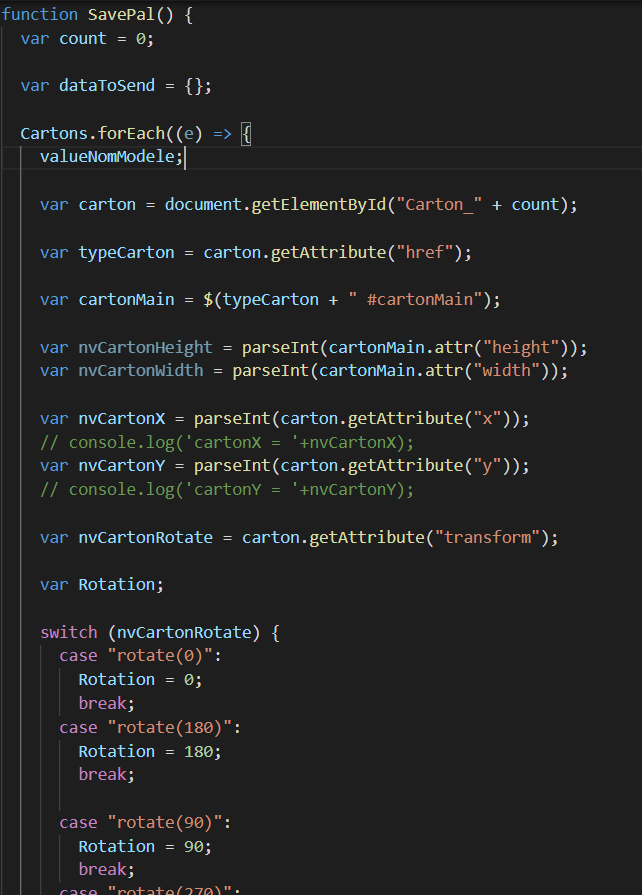 function SavePal() {
var count = 0;
var dataToSend = {};
Cartons.forEach((e) => {
valueNomModele;
var carton = document.getElementById("Carton_" + count);
var typeCarton = carton.getAttribute("href");
var cartonMain = $(typeCarton + " #cartonMain");
var nvCartonHeight = parseInt(cartonMain.attr("height"));
var nvCartonWidth = parseInt(cartonMain.attr("width"));
var nvCartonX = parseInt(carton.getAttribute("x"));
// console.log('cartonX = '+nvCartonX);
var nvCartonY = parseInt(carton.getAttribute("y"));
// console.log('cartonY = '+nvCartonY);
var nvCartonRotate = carton.getAttribute("transform");
var Rotation;
switch (nvCartonRotate) {
case "rotate(0)":
Rotation = 0;
break;
case "rotate(180)":
Rotation = 180;
break;
case "rotate(90)":
Rotation = 90;
break;
case "rotate(270)":